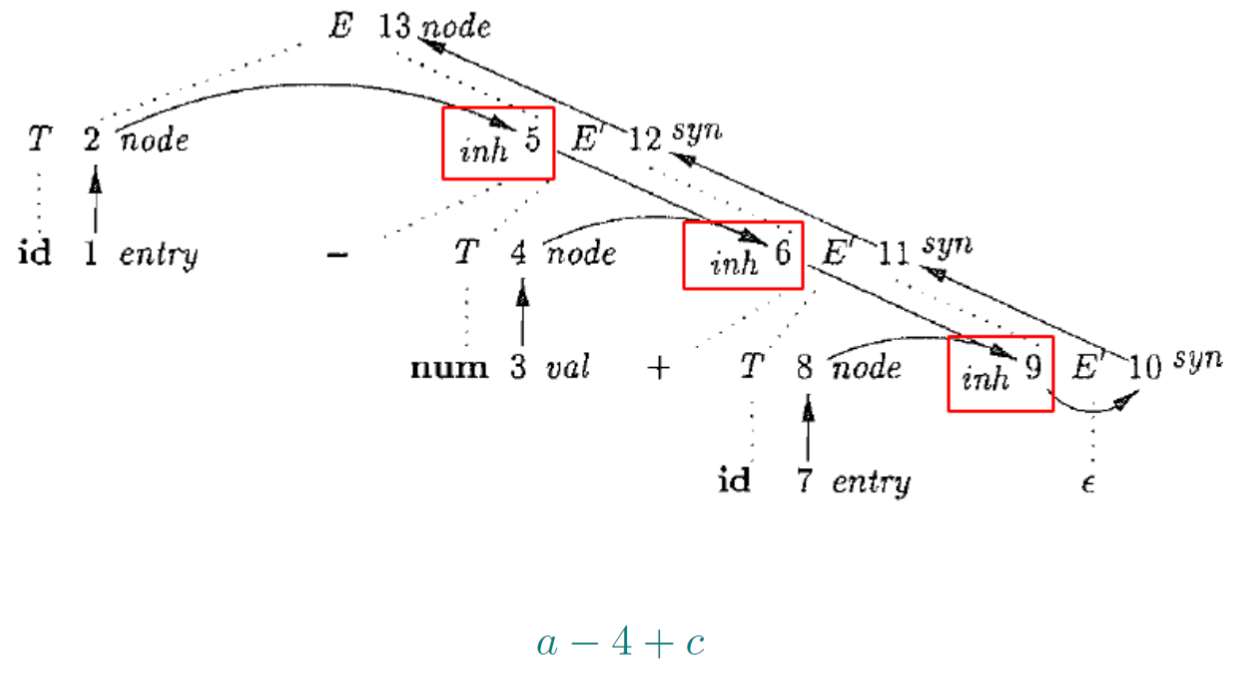 E 13 node
T 2 node inh 5 E′ 12 syn
id 1 entry − T 4 node inh 6 E′ 11 syn
num 3 val + T 8 node inh 9 E′ 10 syn
id 7 entry ϵ
a − 4 + c